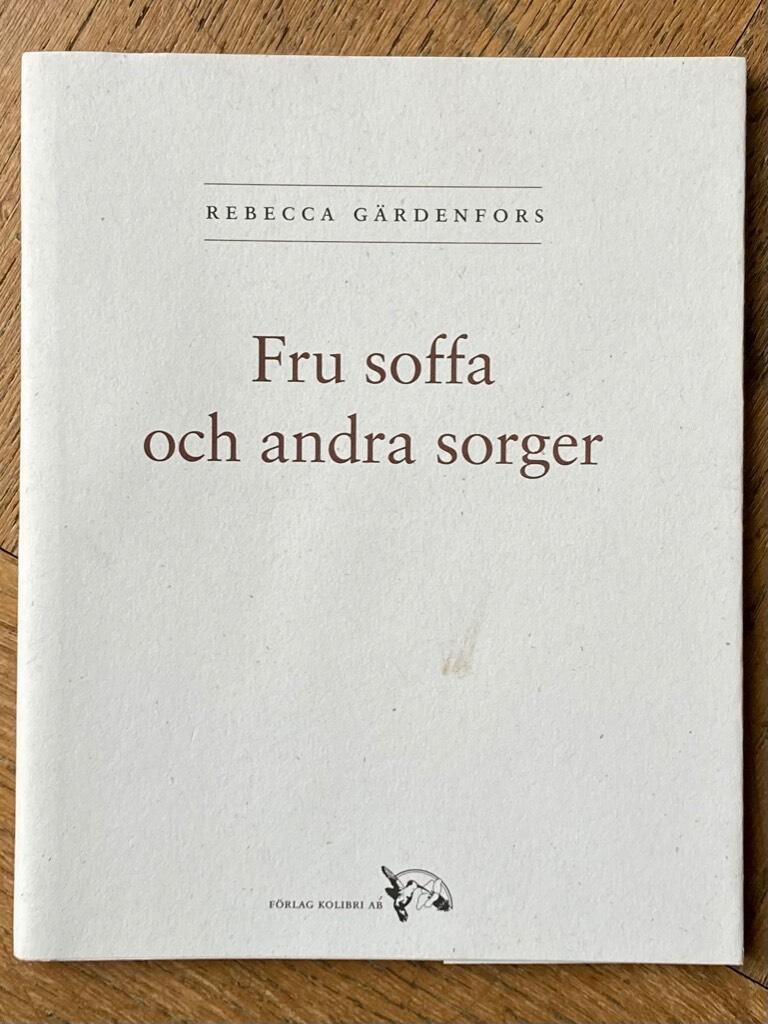 REBECCA GÄRDENFORS
Fru soffa
och andra sorger
FÖRLAG KOLIBRI AB